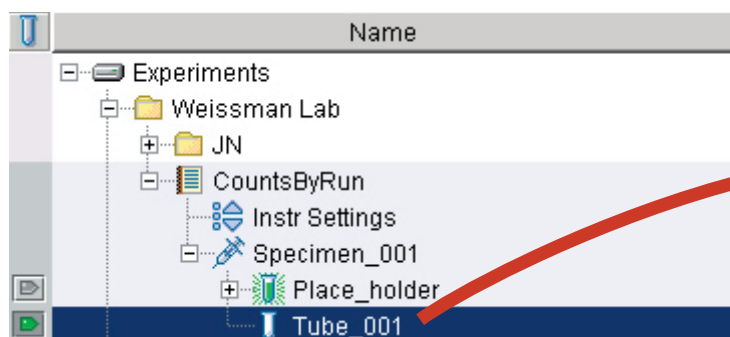 Name
Experiments
Weissman Lab
JN
CountsByRun
Instr Settings
Specimen_001
Place_holder
Tube_001